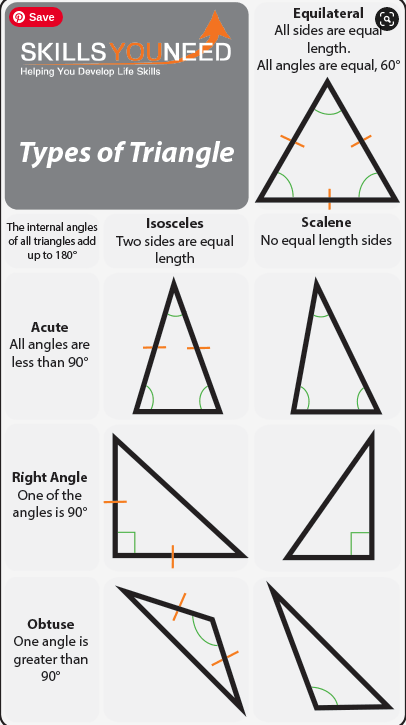 Save
SKILLSYOUNEED
Helping You Develop Life Skills
Types of Triangle
Equilateral
All sides are equal
length.
All angles are equal, 60°
The internal angles
of all triangles add
up to 180°
Isosceles
Two sides are equal
length
Scalene
No equal length sides
Acute
All angles are
less than 90°
Right Angle
One of the
angles is 90°
Obtuse
One angle is
greater than
90°